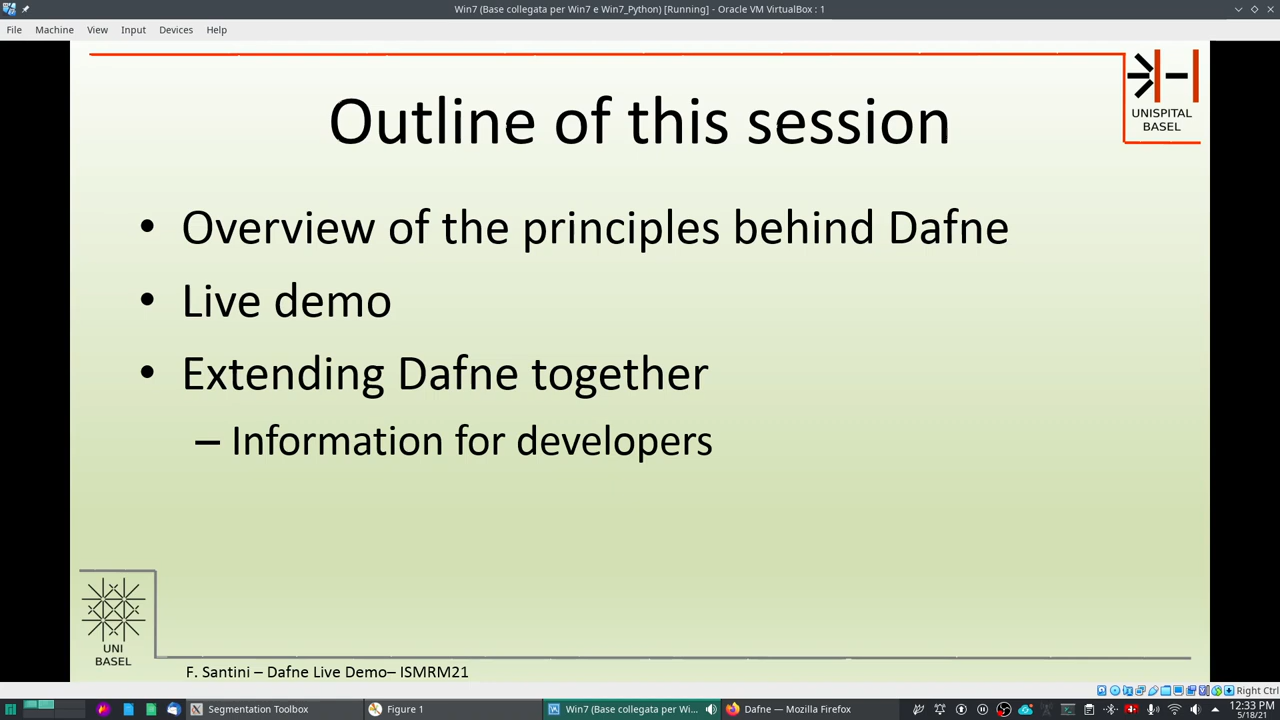 Win7 (Base collegata per Win7 e Win7_Python) [Running] - Oracle VM VirtualBox : 1
File Machine View Input Devices Help
UNISPITAL
BASEL
Outline of this session
• Overview of the principles behind Dafne
• Live demo
• Extending Dafne together
– Information for developers
UNI
BASEL
F. Santini – Dafne Live Demo– ISMRM21
Right Ctrl
Segmentation Toolbox
Figure 1
Win7 (Base collegata per Win7 e Wi...
Dafne — Mozilla Firefox
12:33 PM
5/18/21